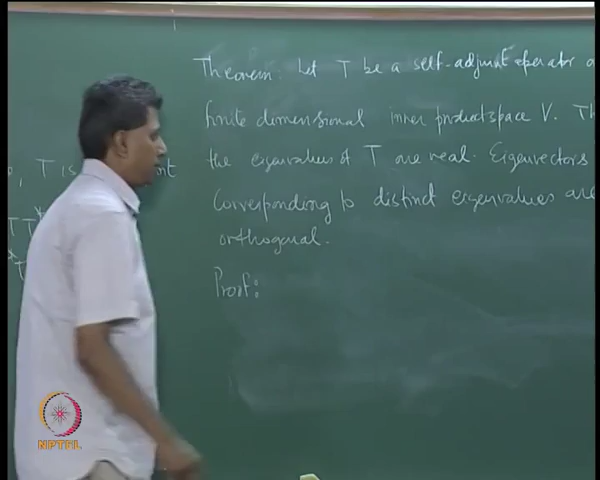 Theorem: Let T be a self-adjoint operator o
finite dimensional inner product space V. Th
the eigenvalues of T are real. Eigenvectors
Corresponding to distinct eigenvalues are
orthogonal.
Proof:
, T is
NPTEL